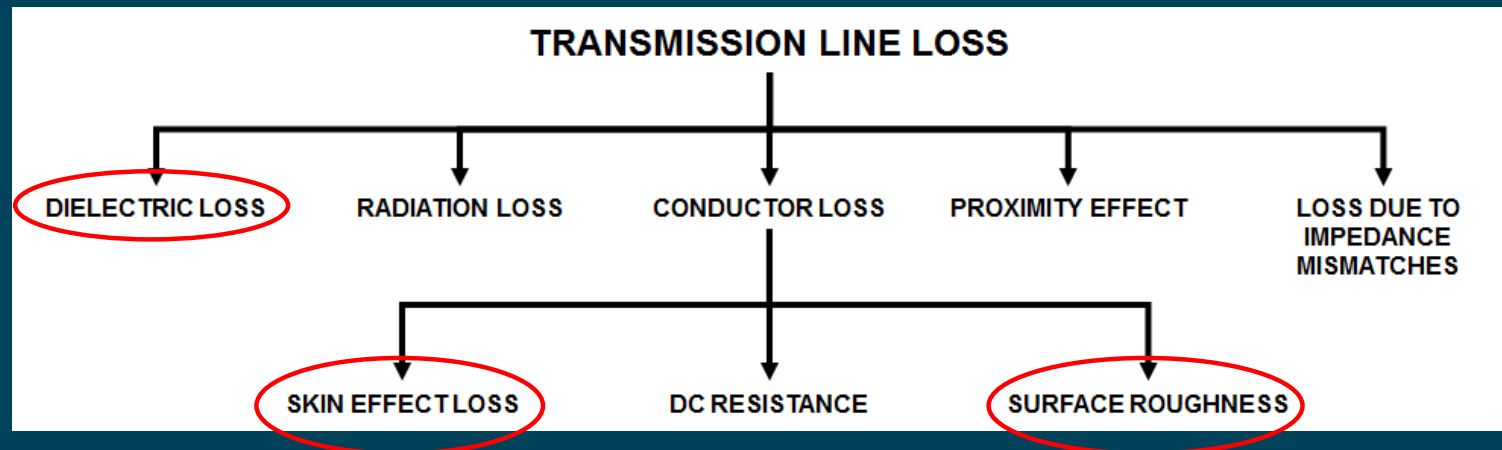 TRANSMISSION LINE LOSS
DIELECTRIC LOSS
RADIATION LOSS
CONDUCTOR LOSS
PROXIMITY EFFECT
LOSS DUE TO
IMPEDANCE
MISMATCHES
SKIN EFFECT LOSS
DC RESISTANCE
SURFACE ROUGHNESS